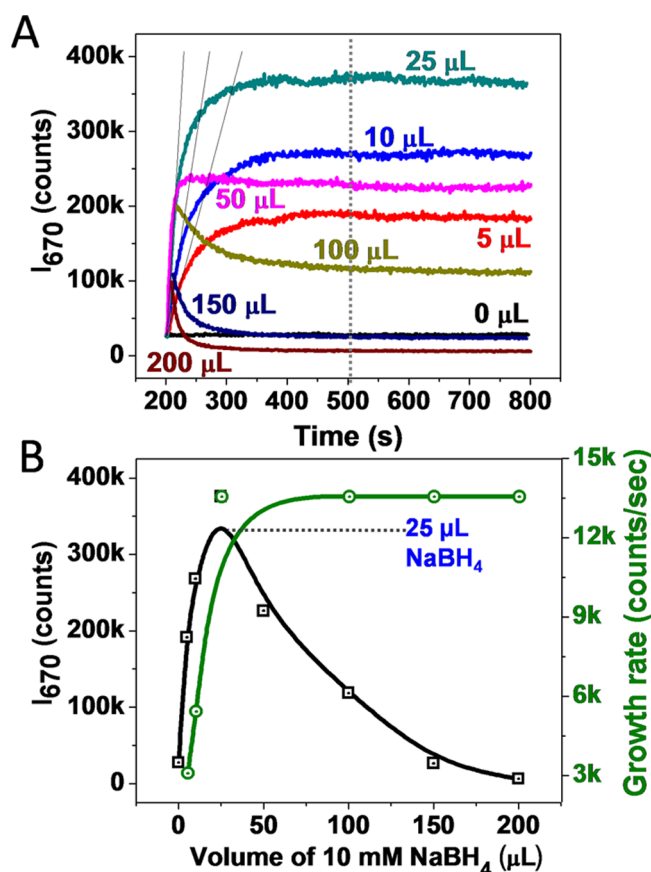 A
400k
300k
200k
100k
0
I670 (counts)
25 µL
10 µL
50 µL
5 µL
100 µL
150 µL
0 µL
200 µL
200 300 400 500 600 700 800
Time (s)
B
400k
300k
200k
100k
0
I670 (counts)
25 µL
NaBH4
15k
12k
9k
6k
3k
Growth rate (counts/sec)
0 50 100 150 200
Volume of 10 mM NaBH4 (µL)